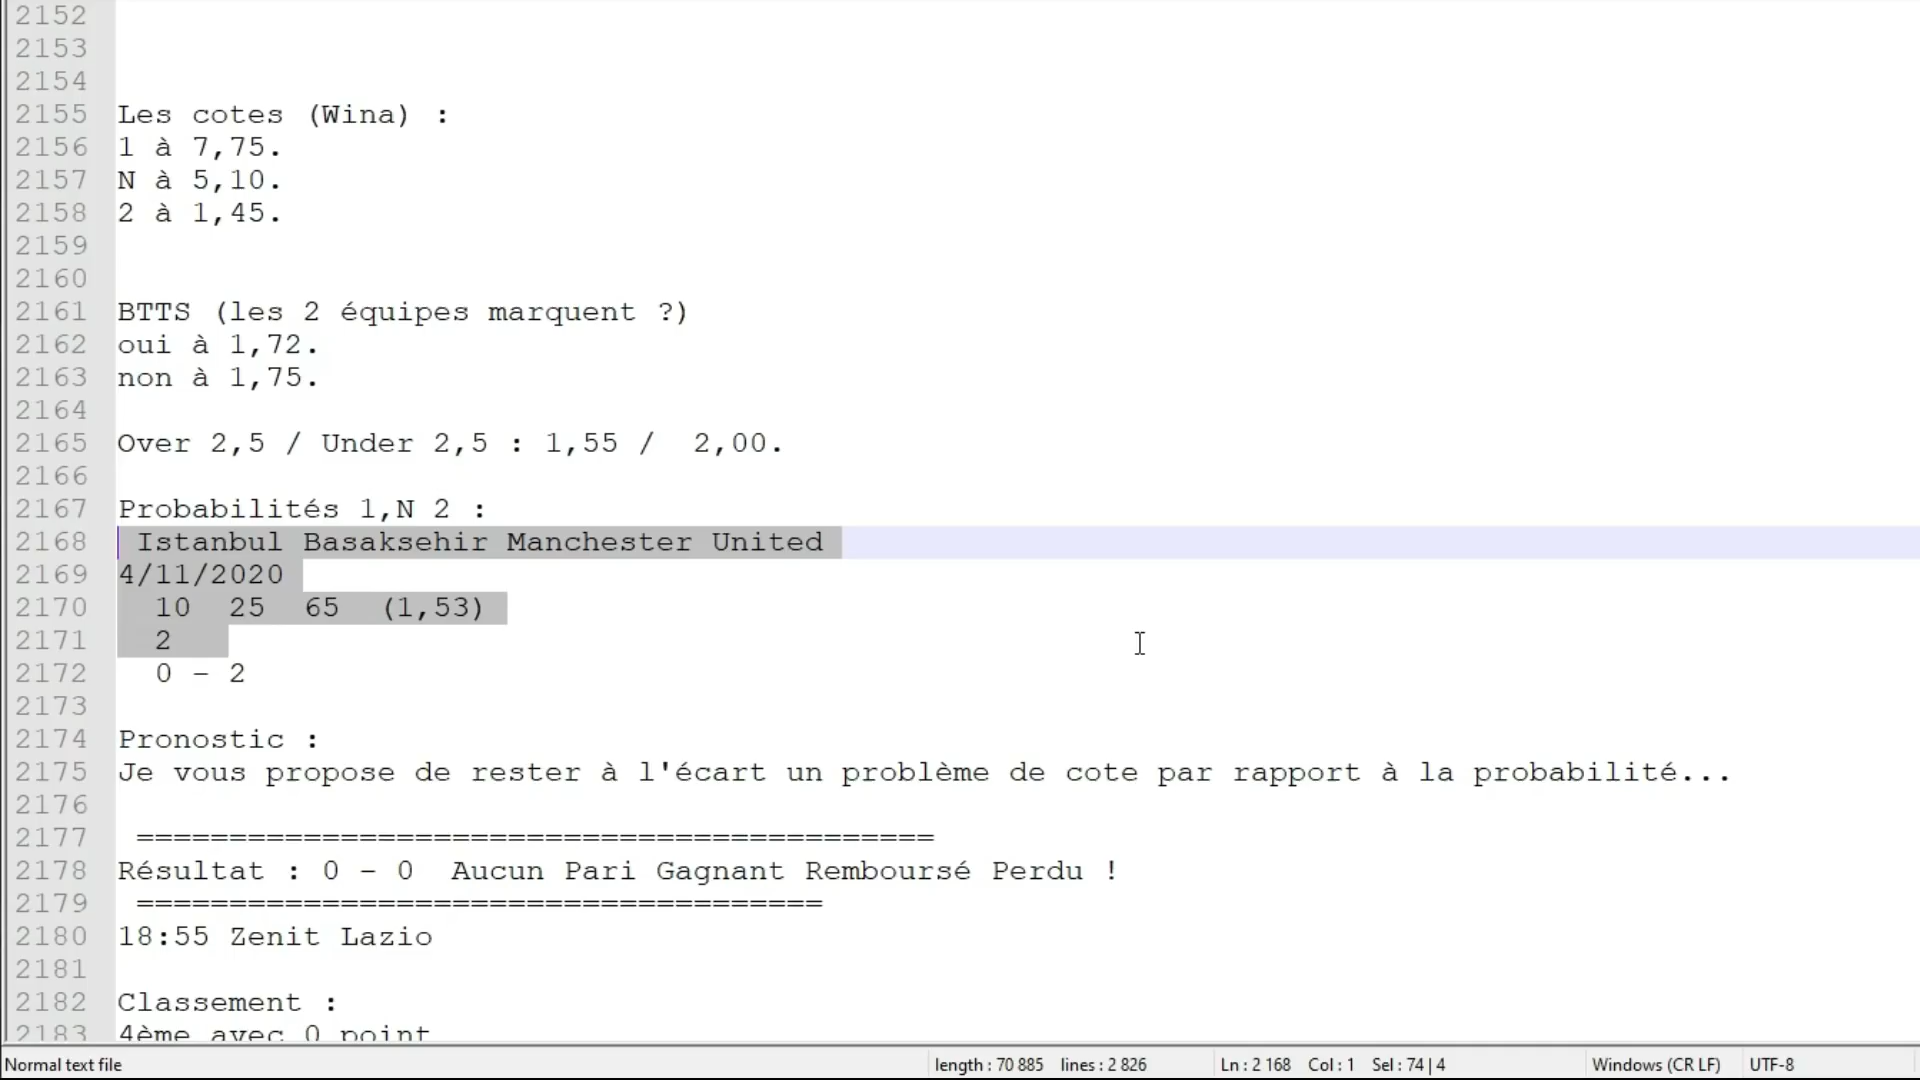 2152
2153
2154
2155 Les cotes (Wina) :
2156 1 à 7,75.
2157 N à 5,10.
2158 2 à 1,45.
2159
2160
2161 BTTS (les 2 équipes marquent ?)
2162 oui à 1,72.
2163 non à 1,75.
2164
2165 Over 2,5 / Under 2,5 : 1,55 /  2,00.
2166
2167 Probabilités 1,N 2 :
2168  Istanbul Basaksehir Manchester United
2169 4/11/2020
2170   10  25  65  (1,53)
2171   2
2172   0 – 2
2173
2174 Pronostic :
2175 Je vous propose de rester à l'écart un problème de cote par rapport à la probabilité...
2176
2177  ===========================================
2178 Résultat : 0 – 0  Aucun Pari Gagnant Remboursé Perdu !
2179  =====================================
2180 18:55 Zenit Lazio
2181
2182 Classement :
2183 4ème avec 0 point
Normal text file length : 70 885 lines : 2 826 Ln : 2 168 Col : 1 Sel : 74 | 4 Windows (CR LF) UTF-8